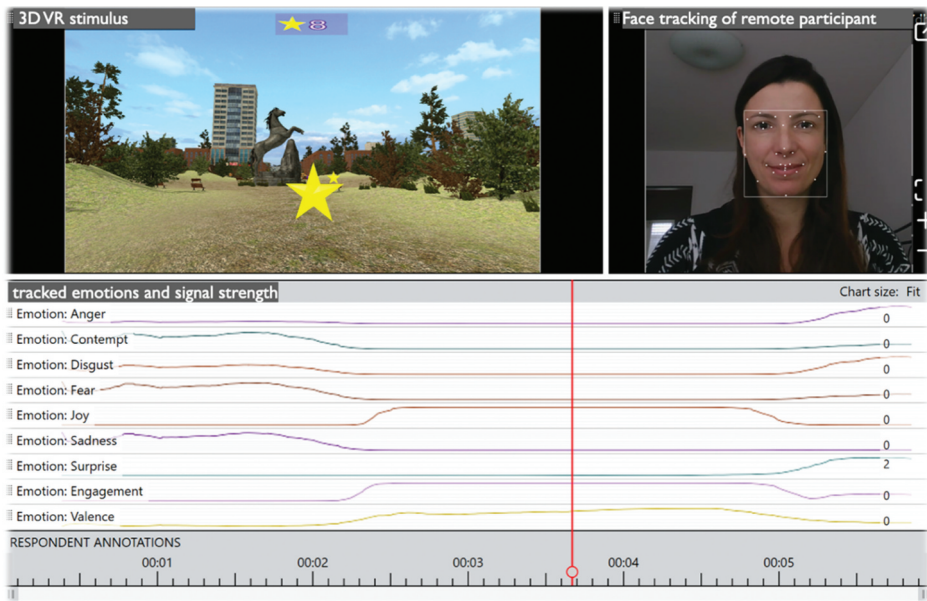 3D VR stimulus
8
Face tracking of remote participant
tracked emotions and signal strength
Chart size: Fit
Emotion: Anger
0
Emotion: Contempt
0
Emotion: Disgust
0
Emotion: Fear
0
Emotion: Joy
0
Emotion: Sadness
0
Emotion: Surprise
2
Emotion: Engagement
0
Emotion: Valence
0
RESPONDENT ANNOTATIONS
00:01 00:02 00:03 00:04 00:05